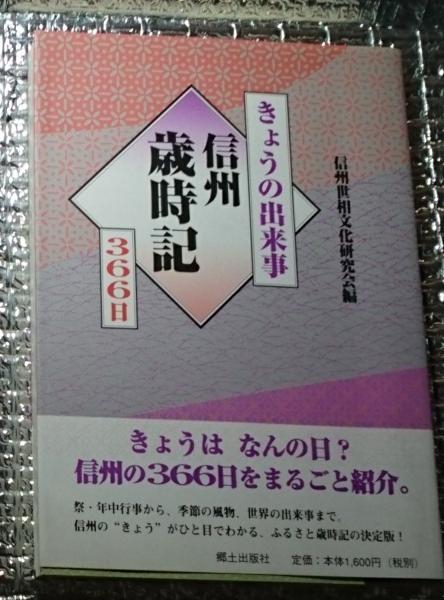 きょうの出来事
信州
歳時記
366日
信州世相文化研究会編
きょうは なんの日?
信州の366日をまるごと紹介。
祭・年中行事から、季節の風物、世界の出来事まで。
信州の“きょう”がひと目でわかる、ふるさと歳時記の決定版!
郷土出版社 定価:本体1,600円(税別)